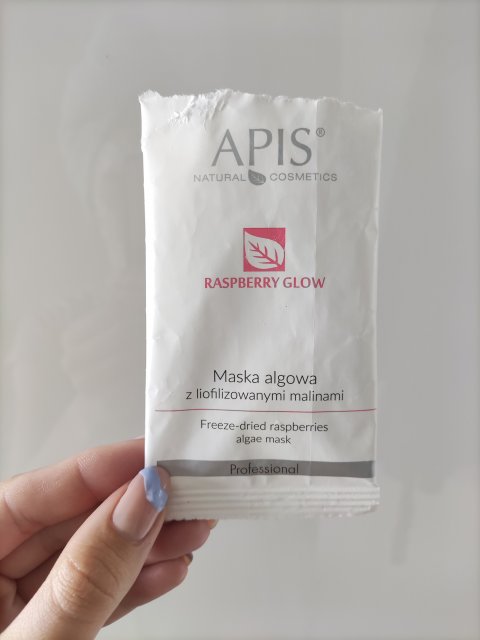 APIS®
NATURAL COSMETICS
RASPBERRY GLOW
Maska algowa
z liofilizowanymi malinami
Freeze-dried raspberries
algae mask
Professional